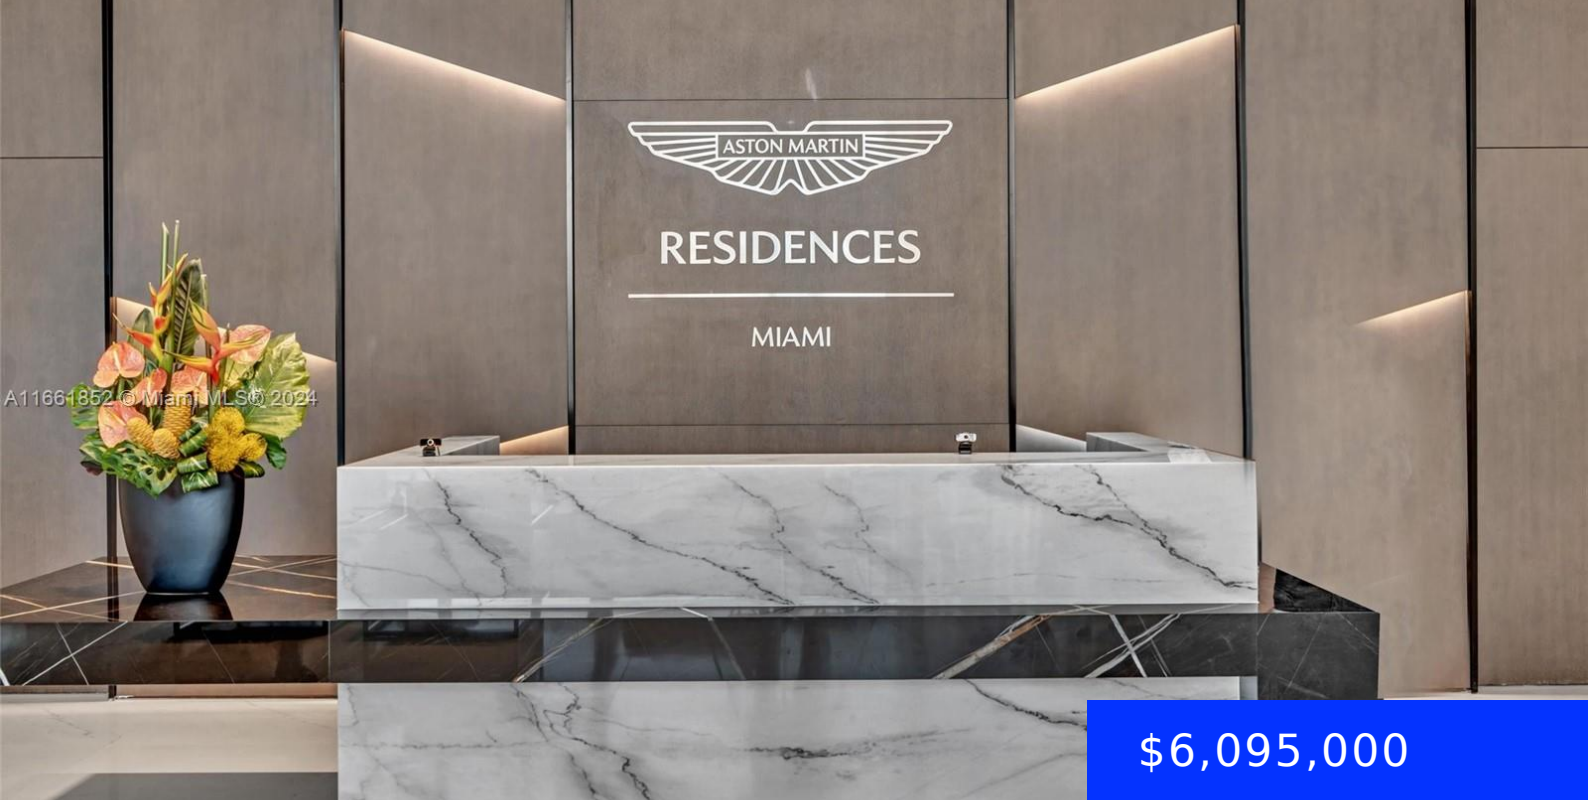 ASTON MARTIN
RESIDENCES
MIAMI
A11661852 © Miami MLS® 2024
$6,095,000